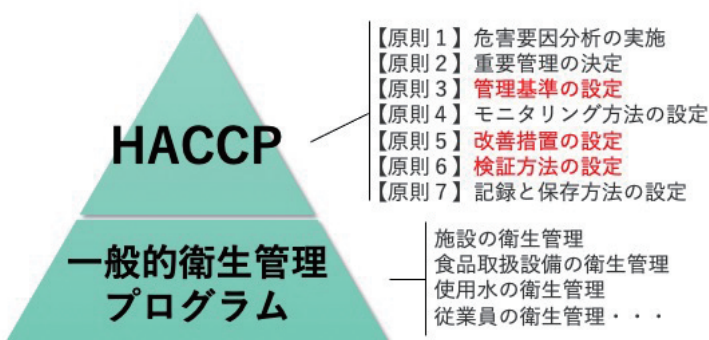 【原則１】危害要因分析の実施
【原則２】重要管理の決定
【原則３】管理基準の設定
【原則４】モニタリング方法の設定
【原則５】改善措置の設定
【原則６】検証方法の設定
【原則７】記録と保存方法の設定
HACCP
一般的衛生管理
プログラム
施設の衛生管理
食品取扱設備の衛生管理
使用水の衛生管理
従業員の衛生管理・・・